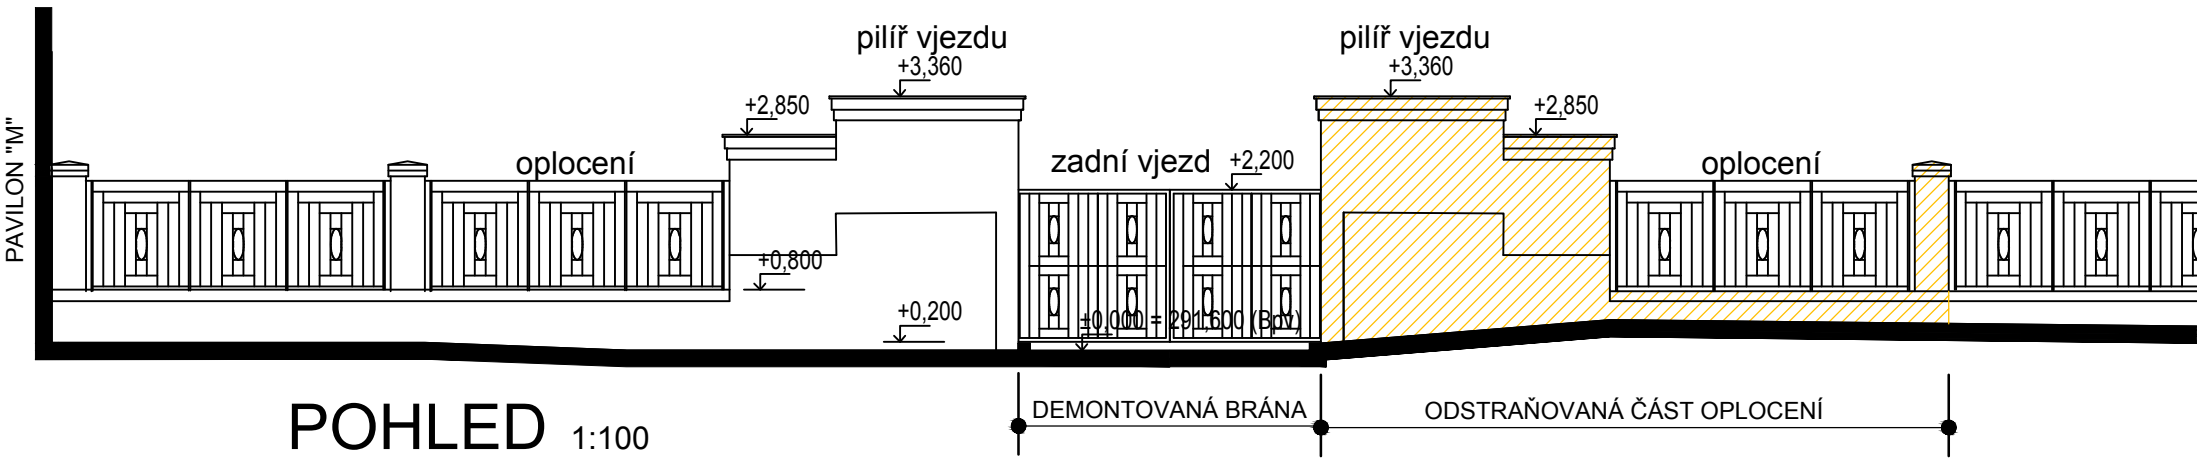 pilíř vjezdu
+3,360
pilíř vjezdu
+3,360
+2,850
+2,850
PAVILON "M"
oplocení
zadní vjezd
+2,200
oplocení
+0,800
+0,200
±0,000 = 291,600 (Bpv)
DEMONTOVANÁ BRÁNA
ODSTRAŇOVANÁ ČÁST OPLOCENÍ
POHLED 1:100